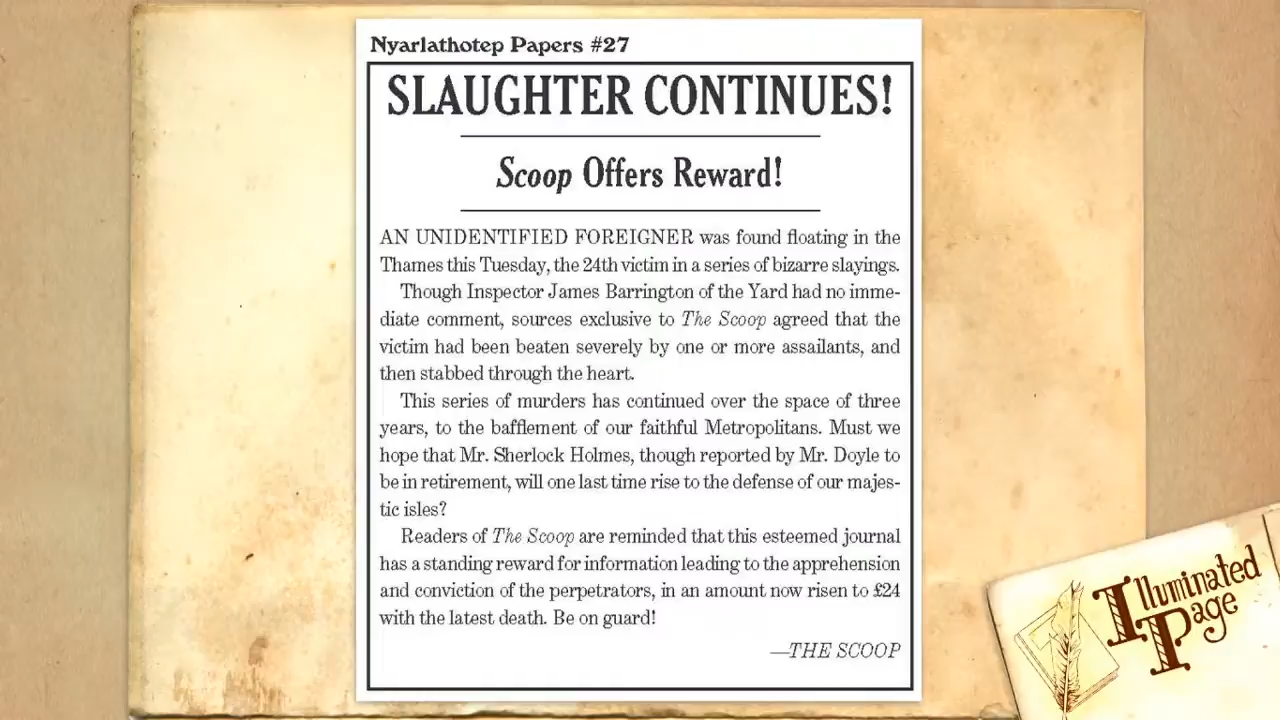 Nyarlathotep Papers #27
SLAUGHTER CONTINUES!
Scoop Offers Reward!
AN UNIDENTIFIED FOREIGNER was found floating in the
Thames this Tuesday, the 24th victim in a series of bizarre slayings.
Though Inspector James Barrington of the Yard had no imme-
diate comment, sources exclusive to The Scoop agreed that the
victim had been beaten severely by one or more assailants, and
then stabbed through the heart.
This series of murders has continued over the space of three
years, to the bafflement of our faithful Metropolitans. Must we
hope that Mr. Sherlock Holmes, though reported by Mr. Doyle to
be in retirement, will one last time rise to the defense of our majes-
tic isles?
Readers of The Scoop are reminded that this esteemed journal
has a standing reward for information leading to the apprehension
and conviction of the perpetrators, in an amount now risen to £24
with the latest death. Be on guard!
—THE SCOOP
Illuminated
Page